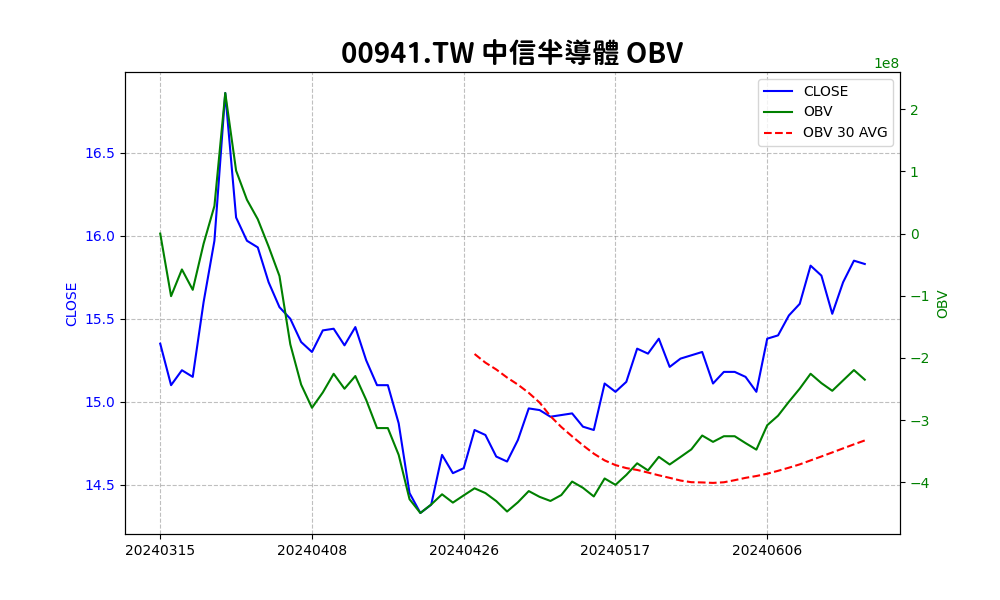 00941.TW 中信半導體 OBV
1e8
CLOSE
OBV
OBV 30 AVG
16.5
16.0
15.5
15.0
14.5
CLOSE
2
1
0
−1
−2
−3
−4
OBV
20240315
20240408
20240426
20240517
20240606